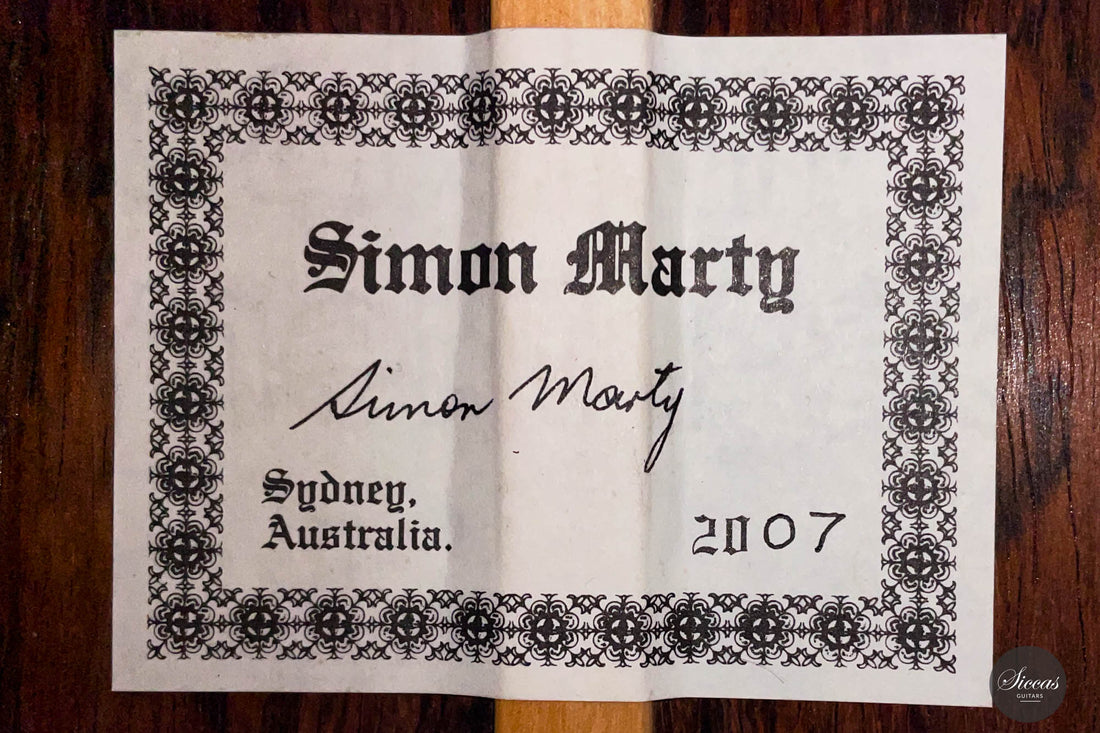 Simon Marty
Simon Marty
Sydney,
Australia.
2007
Siccas
GUITARS